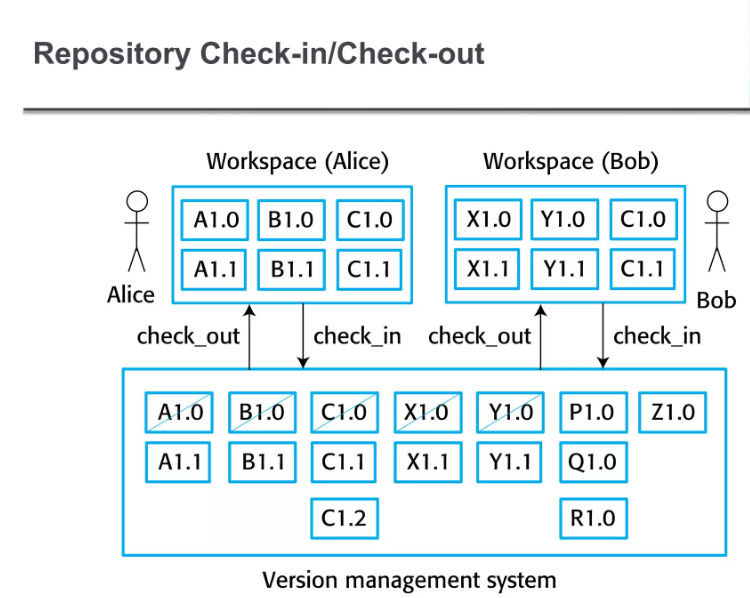 Repository Check-in/Check-out
Workspace (Alice) Workspace (Bob)
A1.0 B1.0 C1.0 X1.0 Y1.0 C1.0
A1.1 B1.1 C1.1 X1.1 Y1.1 C1.1
Alice Bob
check_out check_in check_out check_in
A1.0 B1.0 C1.0 X1.0 Y1.0 P1.0 Z1.0
A1.1 B1.1 C1.1 X1.1 Y1.1 Q1.0
C1.2 R1.0
Version management system